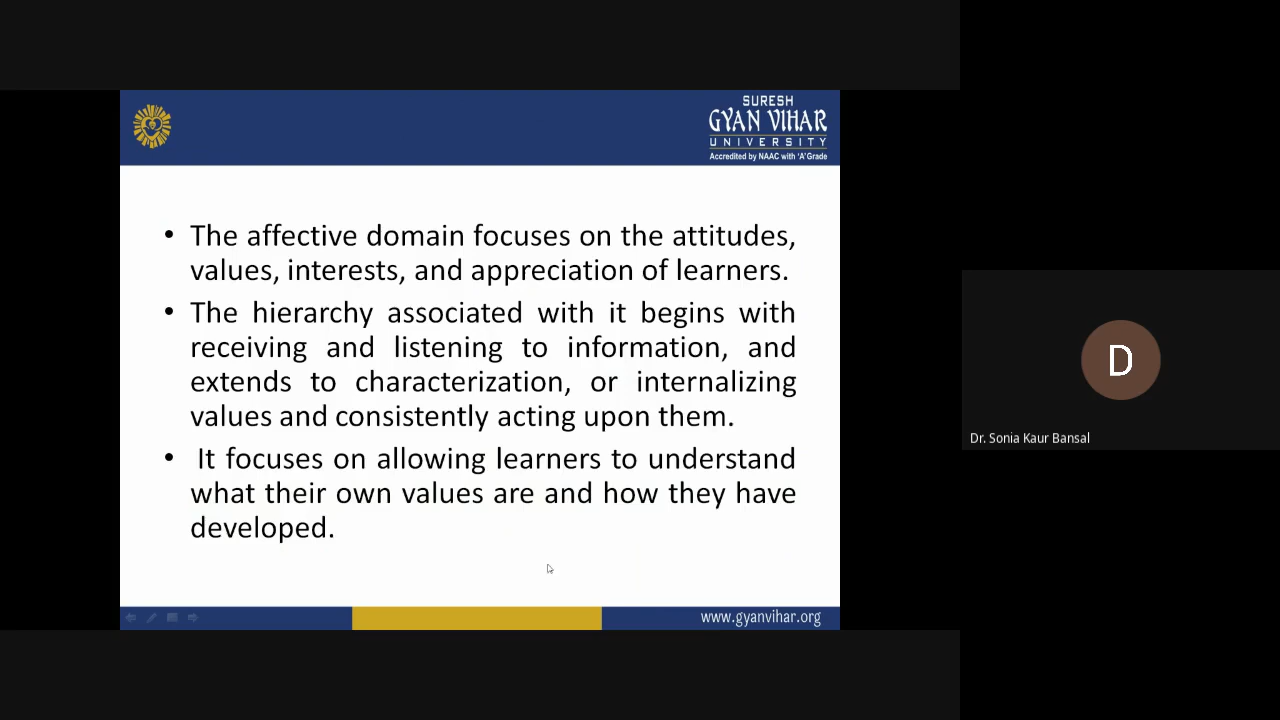 SURESH
GYAN VIHAR
UNIVERSITY
Accredited by NAAC with 'A' Grade
• The affective domain focuses on the attitudes,
values, interests, and appreciation of learners.
• The hierarchy associated with it begins with
receiving and listening to information, and
extends to characterization, or internalizing
values and consistently acting upon them.
• It focuses on allowing learners to understand
what their own values are and how they have
developed.
www.gyanvihar.org
D
Dr. Sonia Kaur Bansal